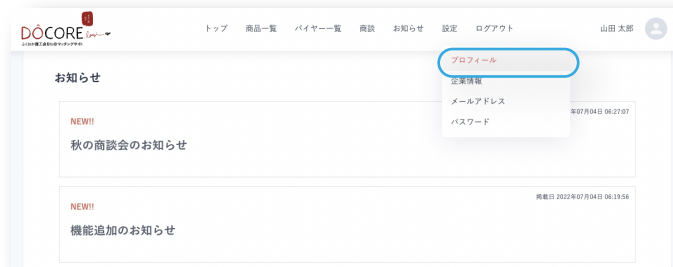 DÔCORE
トップ 商品一覧 バイヤー一覧 商談 お知らせ 設定 ログアウト 山田 太郎
プロフィール
企業情報
メールアドレス
パスワード
お知らせ
年07月04日 06:27:07
NEW!!
秋の商談会のお知らせ
掲載日 2022年07月04日 06:19:56
NEW!!
機能追加のお知らせ